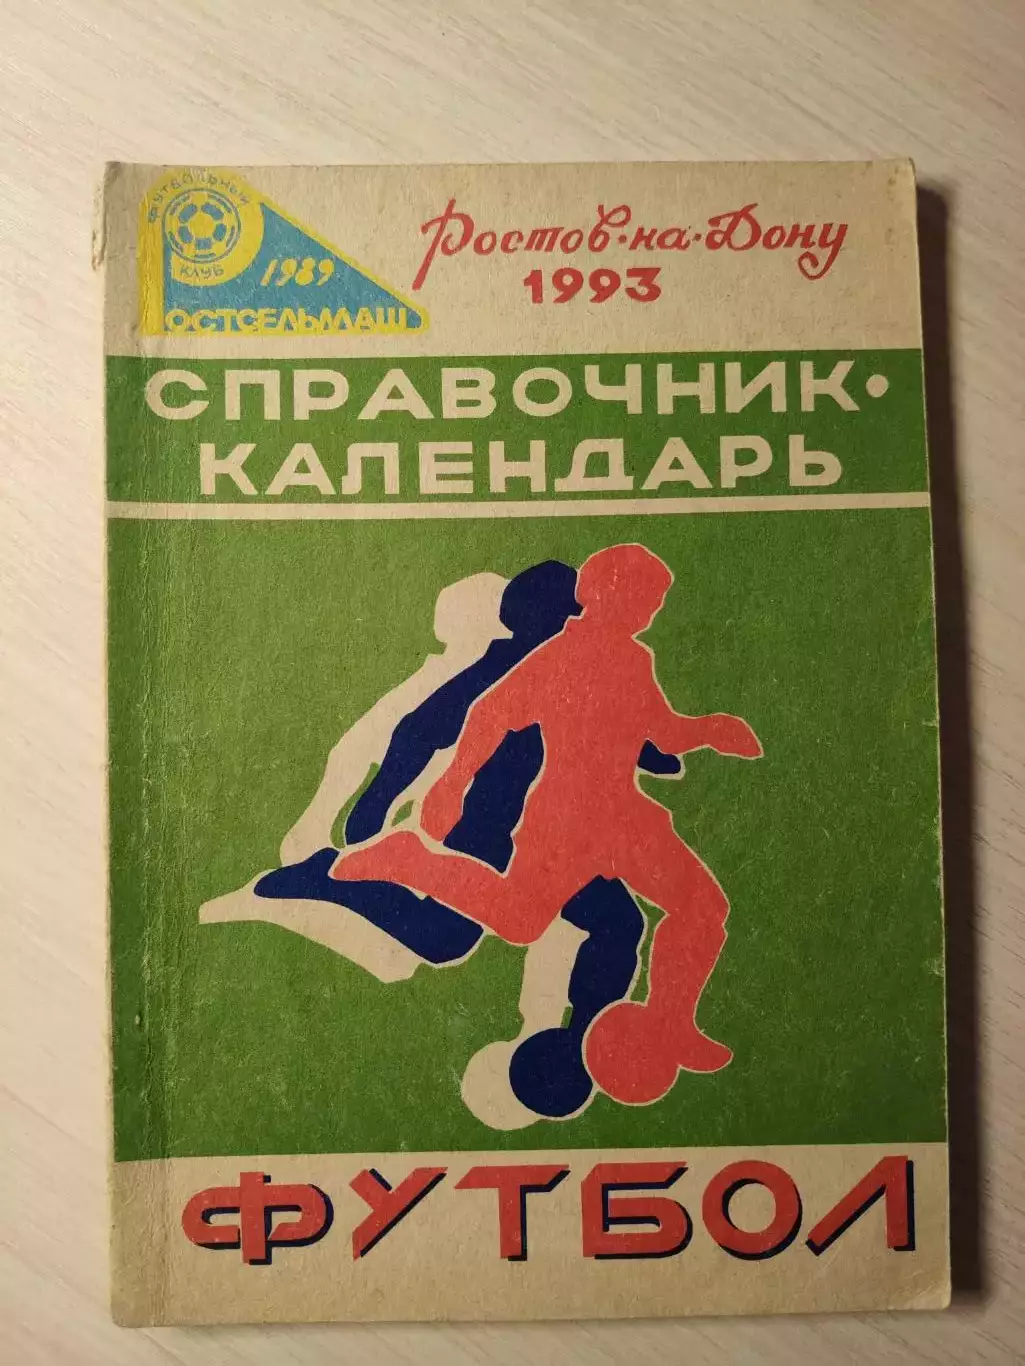 ФУТБОЛЬНЫЙ
КЛУБ
1989
РОСТСЕЛЬМАШ
Ростов-на-Дону
1993
СПРАВОЧНИК-
КАЛЕНДАРЬ
ФУТБОЛ